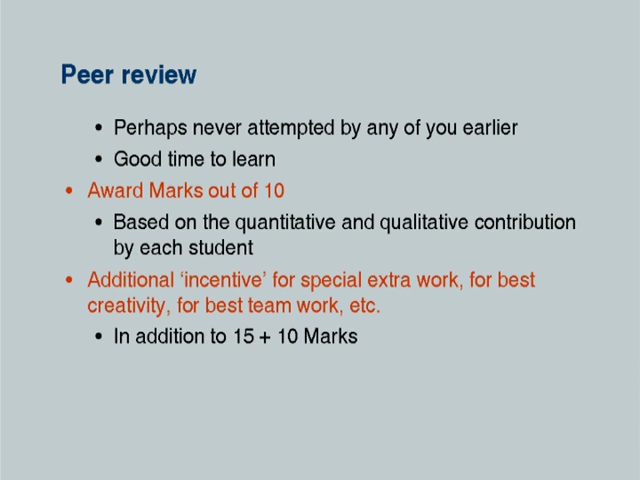 Peer review
• Perhaps never attempted by any of you earlier
• Good time to learn
• Award Marks out of 10
• Based on the quantitative and qualitative contribution
by each student
• Additional ‘incentive’ for special extra work, for best
creativity, for best team work, etc.
• In addition to 15 + 10 Marks